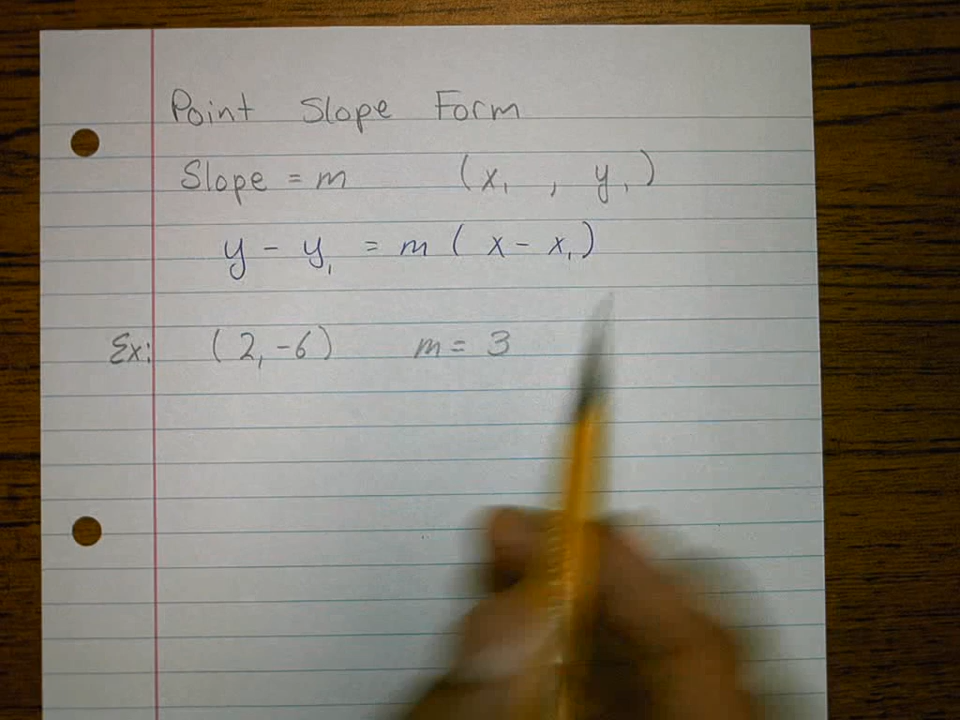 Point Slope Form
Slope = m (x₁, y₁)
y - y₁ = m(x - x₁)
Ex: (2, -6) m = 3